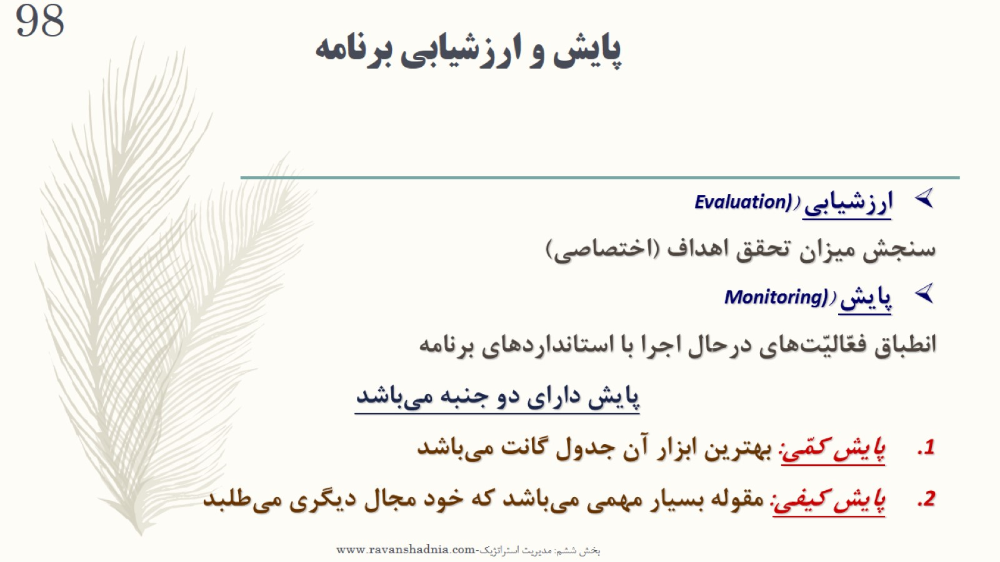 98
پایش و ارزشیابی برنامه
ارزشیابی ((Evaluation
سنجش میزان تحقق اهداف (اختصاصی)
پایش ((Monitoring
انطباق فعّالیّت‌های درحال اجرا با استانداردهای برنامه
پایش دارای دو جنبه می‌باشد
1. پایش کمّی: بهترین ابزار آن جدول گانت می‌باشد
2. پایش کیفی: مقوله بسیار مهمی می‌باشد که خود مجال دیگری می‌طلبد
بخش ششم: مدیریت استراتژیک-www.ravanshadnia.com